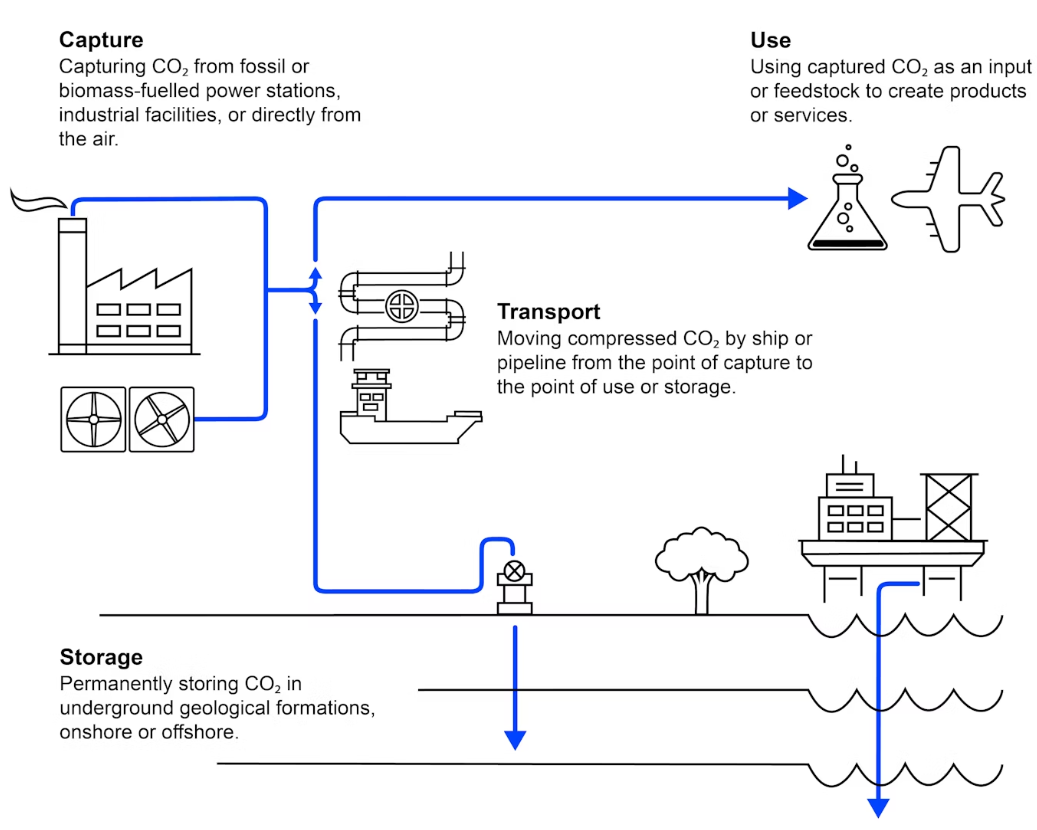 Capture
Capturing CO₂ from fossil or
biomass-fuelled power stations,
industrial facilities, or directly from
the air.
Use
Using captured CO₂ as an input
or feedstock to create products
or services.
Transport
Moving compressed CO₂ by ship or
pipeline from the point of capture to
the point of use or storage.
Storage
Permanently storing CO₂ in
underground geological formations,
onshore or offshore.